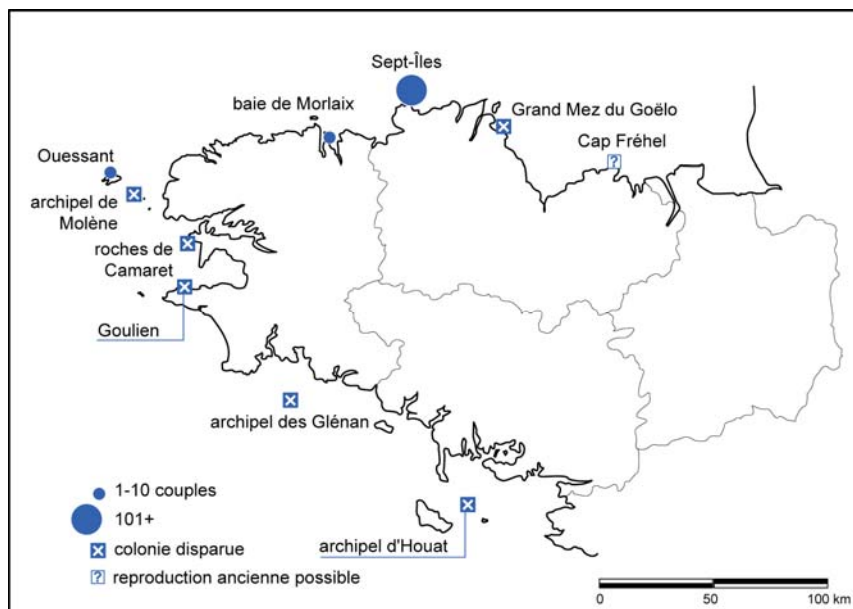 Sept-Îles
baie de Morlaix
Grand Mez du Goëlo
Cap Fréhel
?
Ouessant
archipel de
Molène
roches de
Camaret
Goulien
archipel des Glénan
archipel d'Houat
1-10 couples
101+
colonie disparue
? reproduction ancienne possible
0 50 100 km